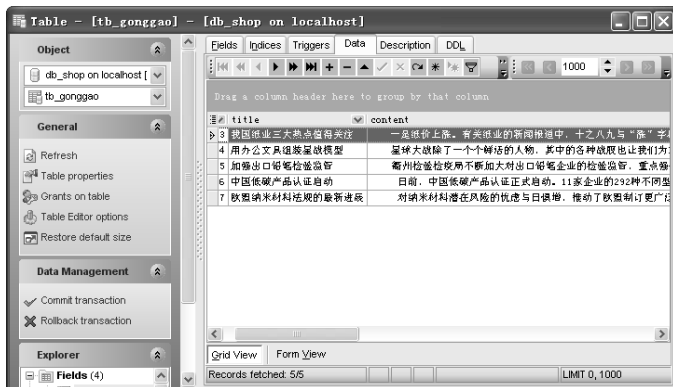 Table - [tb_gonggao] - [db_shop on localhost]
Object
db_shop on localhost [
tb_gonggao
General
Refresh
Table properties
Grants on table
Table Editor options
Restore default size
Data Management
Commit transaction
Rollback transaction
Explorer
Fields (4)
Fields Indices Triggers Data Description DDL
1000
Drag a column header here to group by that column
title content
3 我国纸业三大热点值得关注 一是纸价上涨。有关纸业的新闻报道中，十之八九与“涨”字
4 用办公文具组装星战模型 星球大战除了一个个鲜活的人物，其中的各种战舰也让我们为
5 加强出口铅笔检验监管 衢州检验检疫局不断加大对出口铅笔企业的检验监管，重点强
6 中国低碳产品认证启动 日前，中国低碳产品认证正式启动。11家企业的292种不同型
7 欧盟纳米材料法规的最新进展 对纳米材料潜在风险的忧虑与日俱增，推动了欧盟制订更广泛
Grid View Form View
Records fetched: 5/5 LIMIT 0, 1000